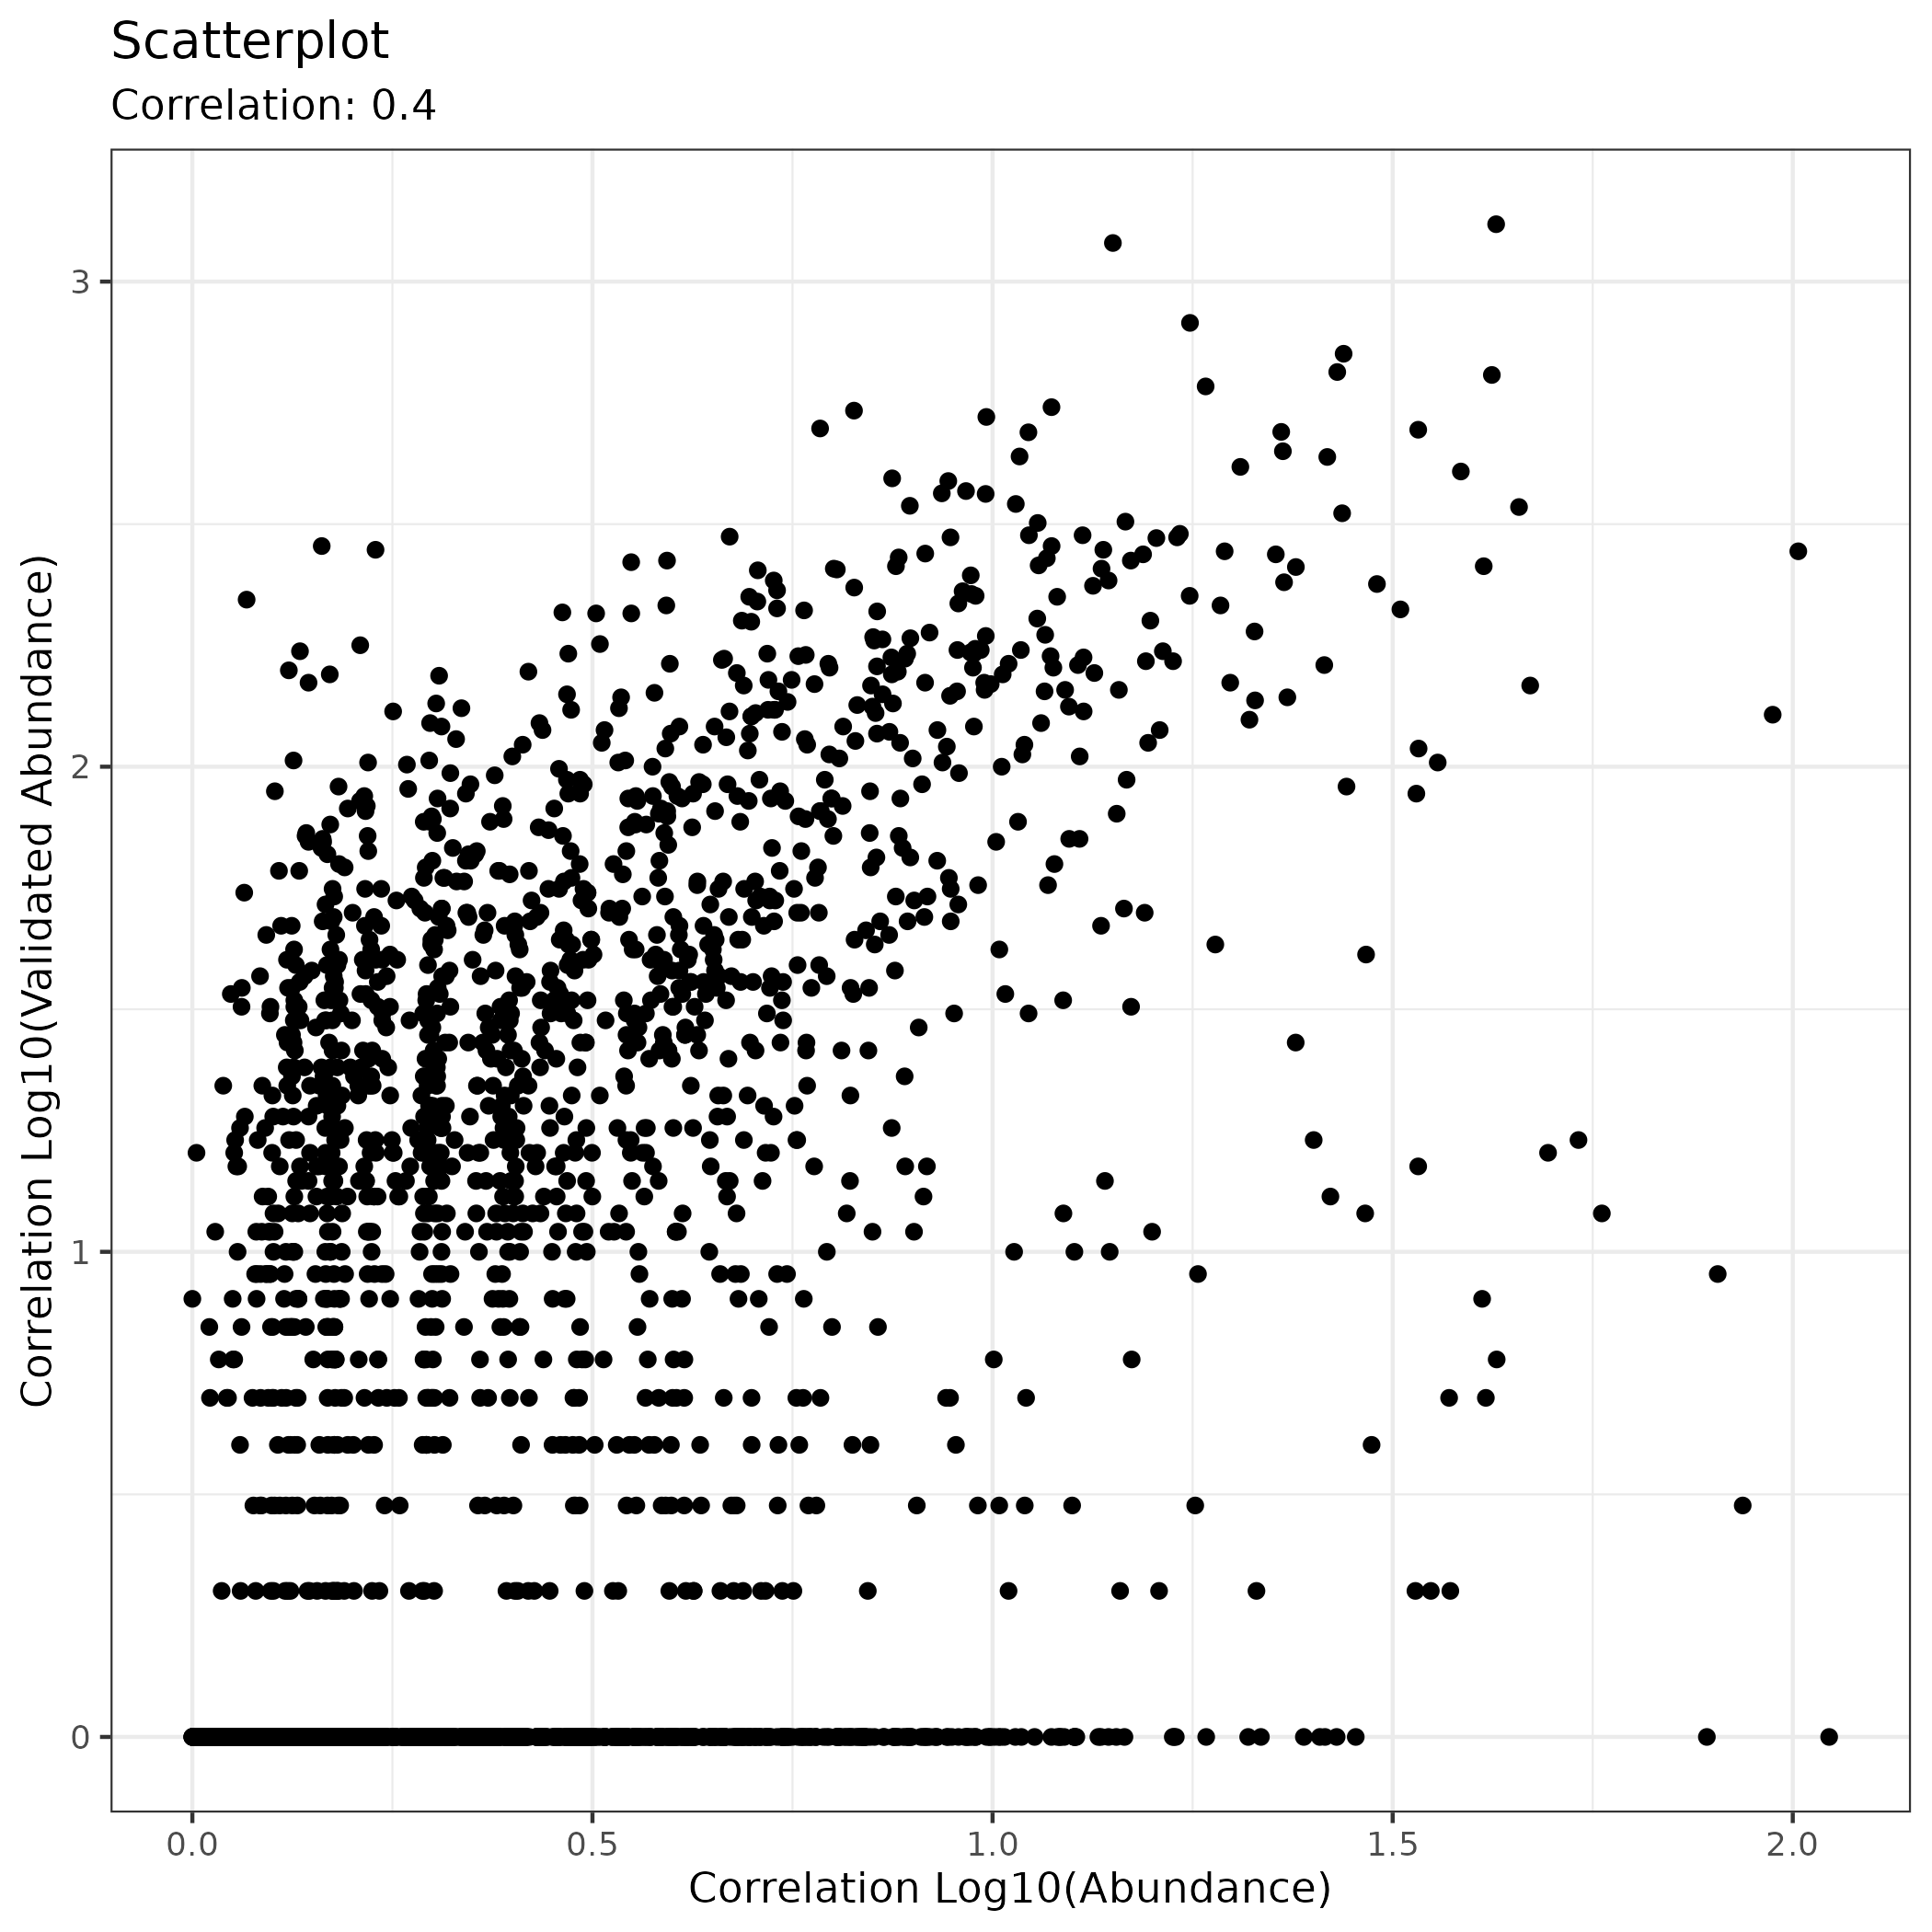 Scatterplot
Correlation: 0.4
3
2
1
0
Correlation Log10(Validated Abundance)
0.0 0.5 1.0 1.5 2.0
Correlation Log10(Abundance)